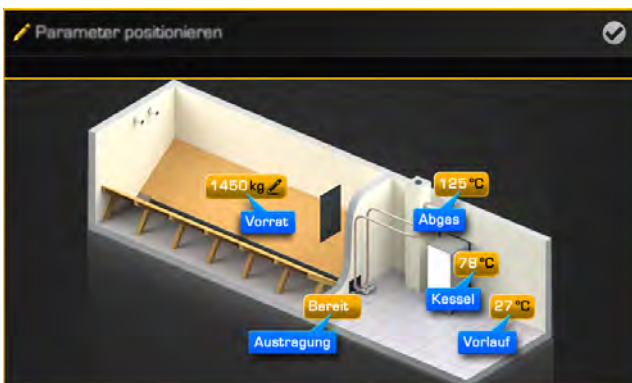 Parameter positionieren
1450 kg
Vorrat
125 °C
Abgas
78 °C
Kessel
Bereit
Austragung
27 °C
Vorlauf